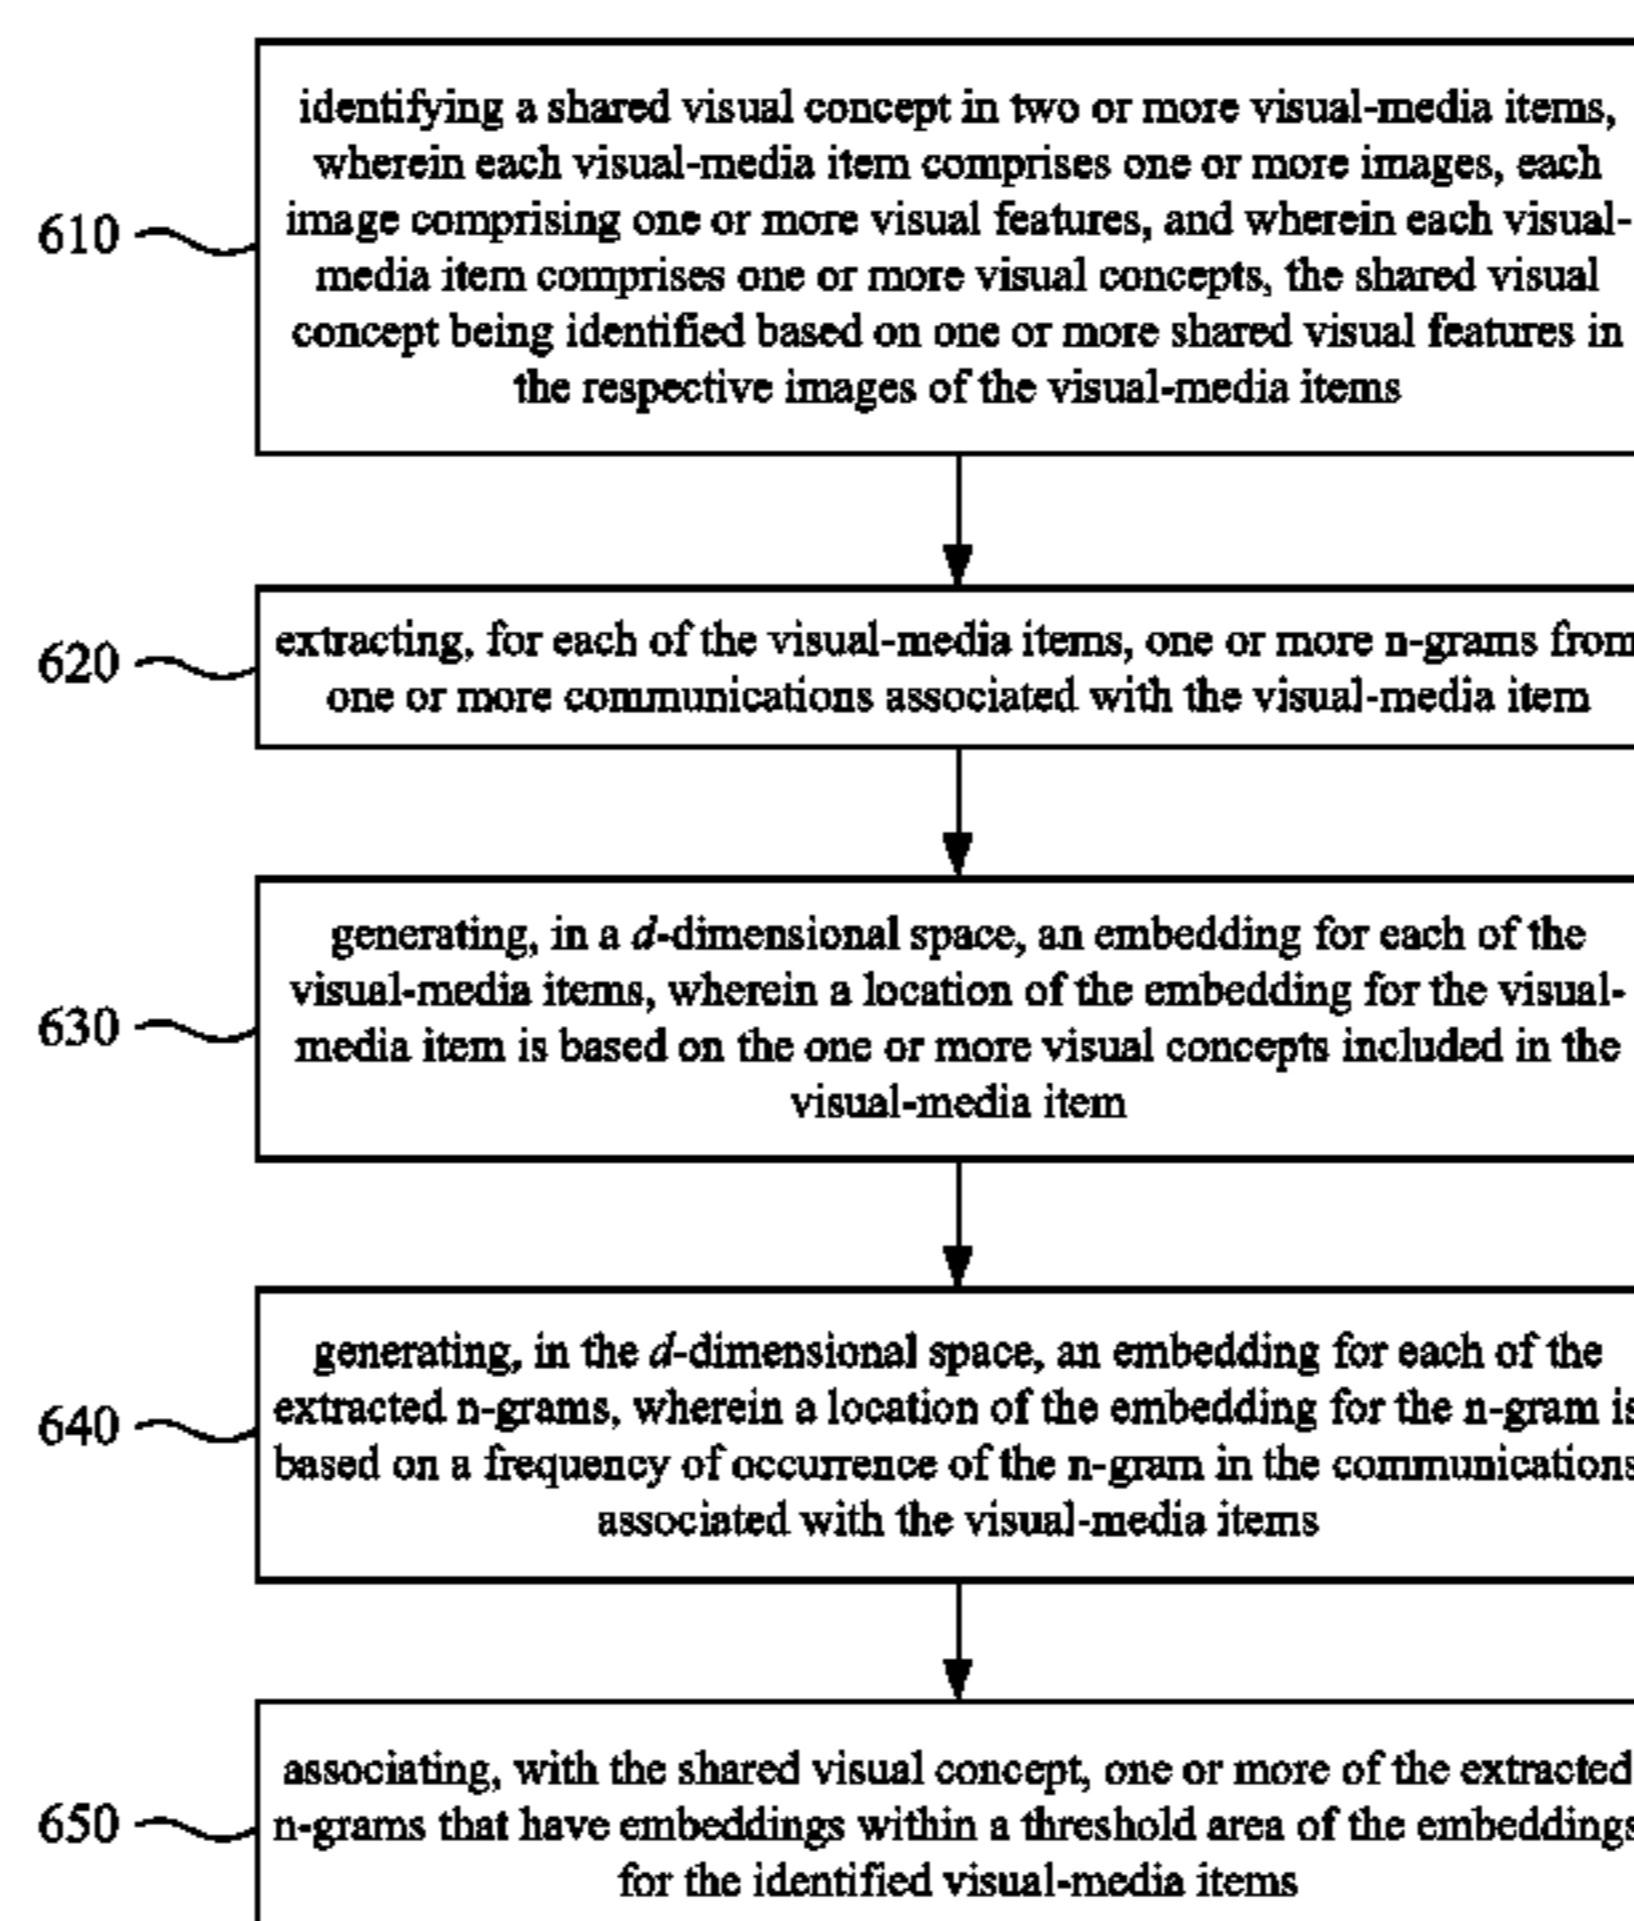 identifying a shared visual concept in two or more visual-media items,
wherein each visual-media item comprises one or more images, each
image comprising one or more visual features, and wherein each visual-
media item comprises one or more visual concepts, the shared visual
concept being identified based on one or more shared visual features in
the respective images of the visual-media items
610
extracting, for each of the visual-media items, one or more n-grams from
one or more communications associated with the visual-media item
620
generating, in a d-dimensional space, an embedding for each of the
visual-media items, wherein a location of the embedding for the visual-
media item is based on the one or more visual concepts included in the
visual-media item
630
generating, in the d-dimensional space, an embedding for each of the
extracted n-grams, wherein a location of the embedding for the n-gram is
based on a frequency of occurrence of the n-gram in the communications
associated with the visual-media items
640
associating, with the shared visual concept, one or more of the extracted
n-grams that have embeddings within a threshold area of the embeddings
for the identified visual-media items
650